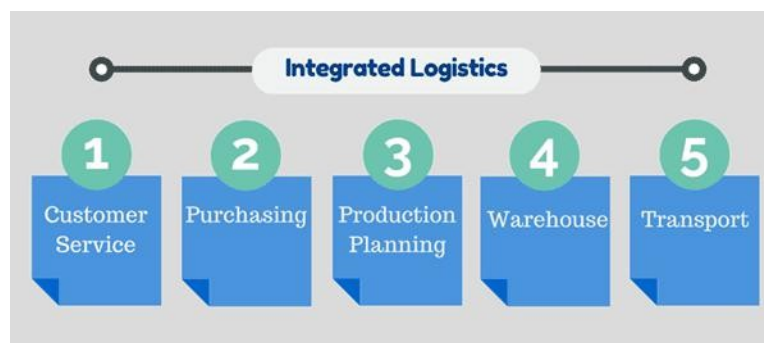 Integrated Logistics
1
2
3
4
5
Customer
Service
Purchasing
Production
Planning
Warehouse
Transport